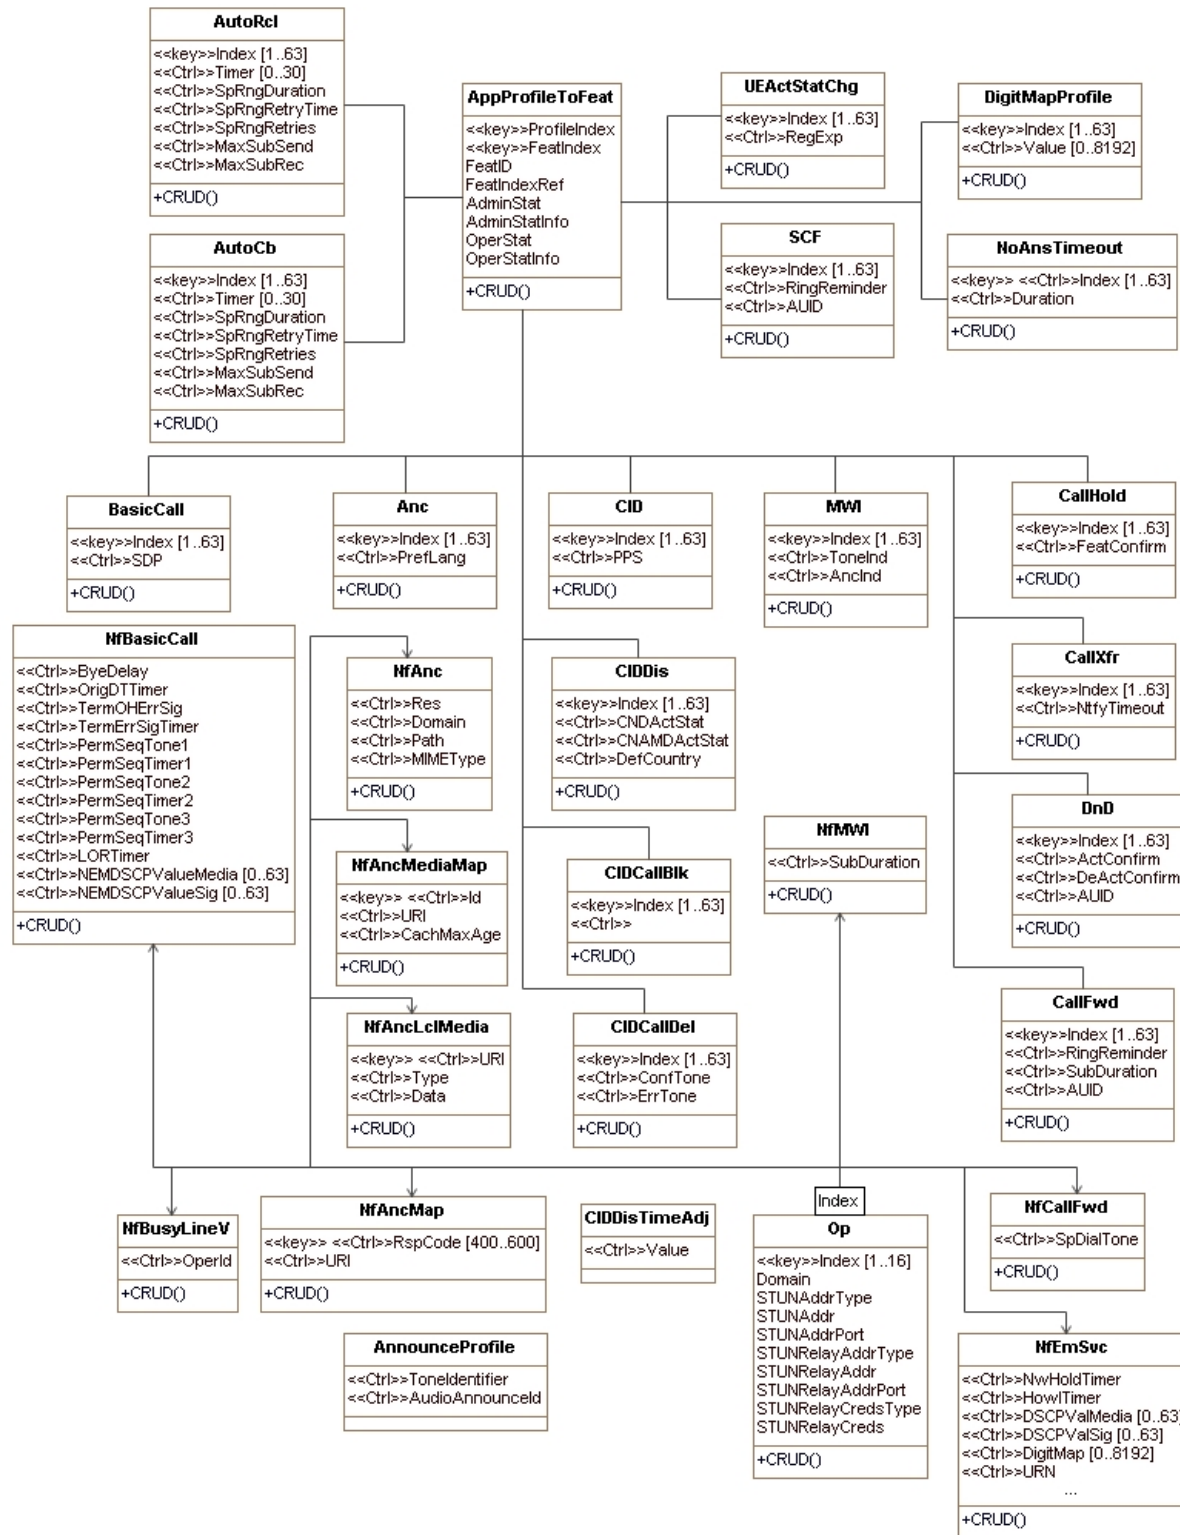 AutoRcl
<<key>>Index [1..63]
<<Ctrl>>Timer [0..30]
<<Ctrl>>SpRngDuration
<<Ctrl>>SpRngRetryTime
<<Ctrl>>SpRngRetries
<<Ctrl>>MaxSubSend
<<Ctrl>>MaxSubRec
+CRUD()
AppProfileToFeat
<<key>>ProfileIndex
<<key>>FeatIndex
FeatID
FeatIndexRef
AdminStat
AdminStatInfo
OperStat
OperStatInfo
+CRUD()
UEActStatChg
<<key>>Index [1..63]
<<Ctrl>>RegExp
+CRUD()
DigitMapProfile
<<key>>Index [1..63]
<<Ctrl>>Value [0..8192]
+CRUD()
AutoCb
<<key>>Index [1..63]
<<Ctrl>>Timer [0..30]
<<Ctrl>>SpRngDuration
<<Ctrl>>SpRngRetryTime
<<Ctrl>>SpRngRetries
<<Ctrl>>MaxSubSend
<<Ctrl>>MaxSubRec
+CRUD()
SCF
<<key>>Index [1..63]
<<Ctrl>>RingReminder
<<Ctrl>>AUID
+CRUD()
NoAnsTimeout
<<key>> <<Ctrl>>Index [1..63]
<<Ctrl>>Duration
+CRUD()
BasicCall
<<key>>Index [1..63]
<<Ctrl>>SDP
+CRUD()
Anc
<<key>>Index [1..63]
<<Ctrl>>PrefLang
+CRUD()
CID
<<key>>Index [1..63]
<<Ctrl>>PPS
+CRUD()
MWI
<<key>>Index [1..63]
<<Ctrl>>ToneInd
<<Ctrl>>AncInd
+CRUD()
CallHold
<<key>>Index [1..63]
<<Ctrl>>FeatConfirm
+CRUD()
NfBasicCall
<<Ctrl>>ByeDelay
<<Ctrl>>OrigDTTimer
<<Ctrl>>TermOHErrSig
<<Ctrl>>TermErrSigTimer
<<Ctrl>>PermSeqTone1
<<Ctrl>>PermSeqTimer1
<<Ctrl>>PermSeqTone2
<<Ctrl>>PermSeqTimer2
<<Ctrl>>PermSeqTone3
<<Ctrl>>PermSeqTimer3
<<Ctrl>>LORTimer
<<Ctrl>>NEMDSCPValueMedia [0..63]
<<Ctrl>>NEMDSCPValueSig [0..63]
+CRUD()
NfAnc
<<Ctrl>>Res
<<Ctrl>>Domain
<<Ctrl>>Path
<<Ctrl>>MIMEType
+CRUD()
CIDDis
<<key>Index [1..63]
<<Ctrl>>CNDActStat
<<Ctrl>>CNAMDActStat
<<Ctrl>>DefCountry
+CRUD()
CallXfr
<<key>>Index [1..63]
<<Ctrl>>NtfyTimeout
+CRUD()
NfAncMediaMap
<<key>> <<Ctrl>>Id
<<Ctrl>>URI
<<Ctrl>>CachMaxAge
+CRUD()
CIDCallBlk
<<key>>Index [1..63]
<<Ctrl>>
+CRUD()
NfMWI
<<Ctrl>>SubDuration
+CRUD()
DnD
<<key>>Index [1..63]
<<Ctrl>>ActConfirm
<<Ctrl>>DeActConfirm
<<Ctrl>>AUID
+CRUD()
NfAncLclMedia
<<key>> <<Ctrl>>URI
<<Ctrl>>Type
<<Ctrl>>Data
+CRUD()
CIDCallDel
<<key>>Index [1..63]
<<Ctrl>>ConfTone
<<Ctrl>>ErrTone
+CRUD()
CallFwd
<<key>>Index [1..63]
<<Ctrl>>RingReminder
<<Ctrl>>SubDuration
<<Ctrl>>AUID
+CRUD()
NfBusyLineV
<<Ctrl>>OperId
+CRUD()
NfAncMap
<<key>> <<Ctrl>>RspCode [400..600]
<<Ctrl>>URI
+CRUD()
CIDDisTimeAdj
<<Ctrl>>Value
Index
Op
<<key>>Index [1..16]
Domain
STUNAddrType
STUNAddr
STUNAddrPort
STUNRelayAddrType
STUNRelayAddr
STUNRelayAddrPort
STUNRelayCredsType
STUNRelayCreds
+CRUD()
NfCallFwd
<<Ctrl>>SpDialTone
+CRUD()
AnnounceProfile
<<Ctrl>>ToneIdentifier
<<Ctrl>>AudioAnnounceId
NfEmSvc
<<Ctrl>>NwHoldTimer
<<Ctrl>>HowlTimer
<<Ctrl>>DSCPValMedia [0..63]
<<Ctrl>>DSCPValSig [0..63]
<<Ctrl>>DigitMap [0..8192]
<<Ctrl>>URN
...
+CRUD()